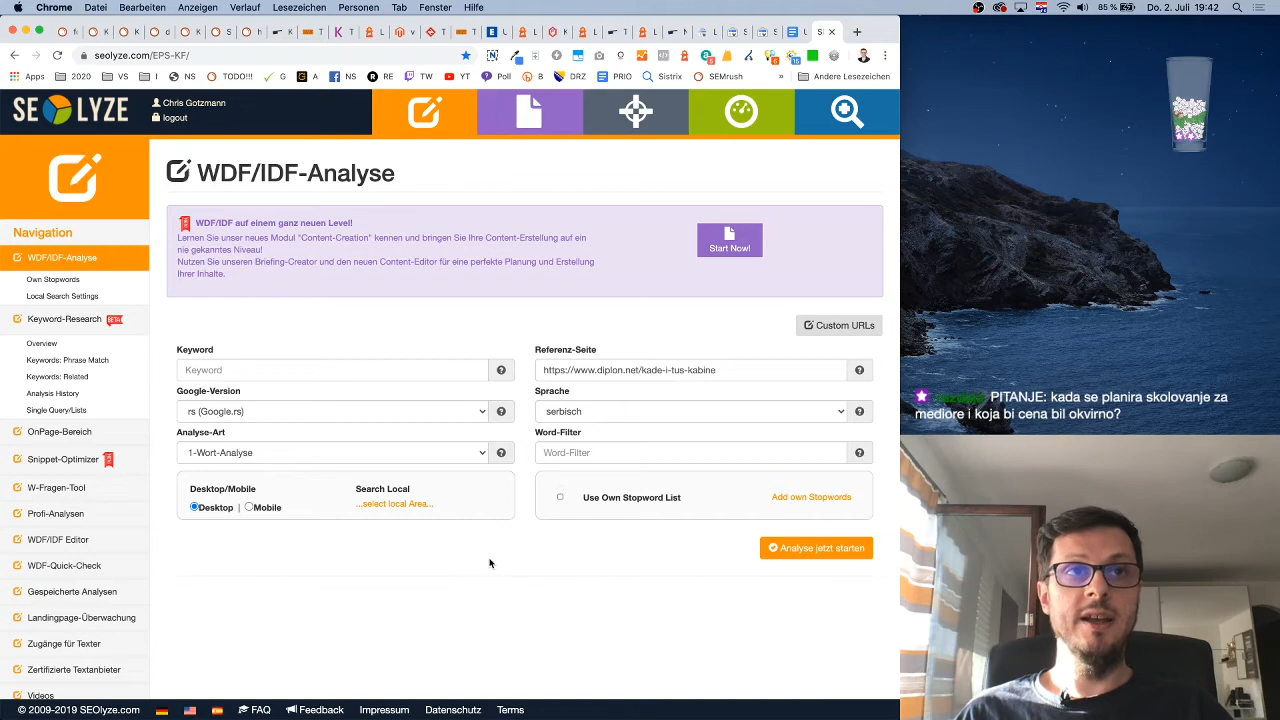 Chrome Ablage Bearbeiten Anzeigen Verlauf Lesezeichen Personen Tab Fenster Hilfe
85 % Do. 2. Juli 19:42
seolyze.com/EPS-KF/
Apps 2020 VS I NS TODO!!! A NS RE TW YT Poll B DRZ PRIO Sistrix SEMrush » Andere Lesezeichen
SEOLYZE
Chris Gotzmann
logout
WDF/IDF-Analyse
WDF/IDF auf einem ganz neuen Level!
Lernen Sie unser neues Modul "Content-Creation" kennen und bringen Sie Ihre Content-Erstellung auf ein
nie gekanntes Niveau!
Nutzen Sie unseren Briefing-Creator und den neuen Content-Editor für eine perfekte Planung und Erstellung
Ihrer Inhalte.
Start Now!
Navigation
WDF/IDF-Analyse
Own Stopwords
Local Search Settings
Keyword-Research BETA
Overview
Keywords: Phrase Match
Keywords: Related
Analysis History
Single Query/Lists
OnPage-Bereich
Snippet-Optimizer
W-Fragen-Tool
Profi-Analysen
WDF/IDF Editor
WDF-Quick-Check
Gespeicherte Analysen
Landingpage-Überwachung
Zugänge für Texter
Zertifizierte Textanbieter
Videos
Custom URLs
Keyword
Keyword
Referenz-Seite
https://www.diplon.net/kade-i-tus-kabine
Google-Version
rs (Google.rs)
Sprache
serbisch
Analyse-Art
1-Wort-Analyse
Word-Filter
Word-Filter
Desktop/Mobile
Desktop | Mobile
Search Local
...select local Area...
Use Own Stopword List
Add own Stopwords
Analyse jetzt starten
PITANJE: kada se planira skolovanje za
mediore i koja bi cena bil okvirno?
© 2009-2019 SEOlyze.com FAQ Feedback Impressum Datenschutz Terms